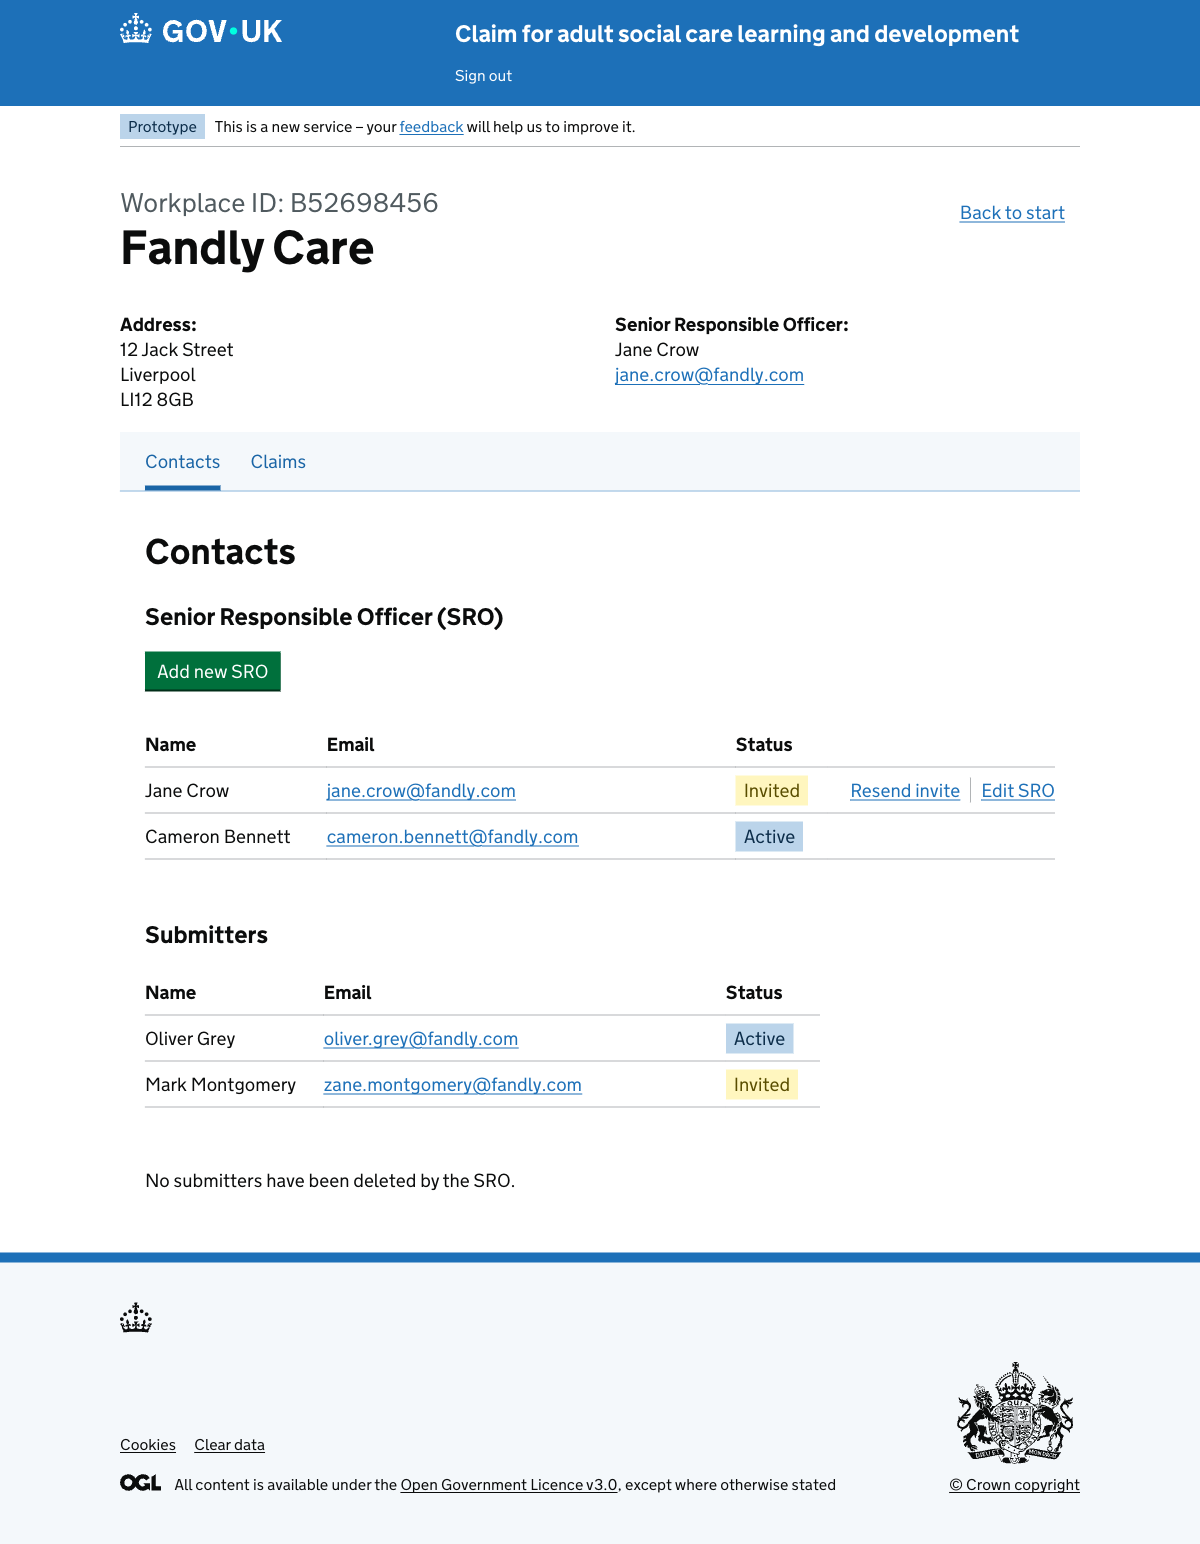 GOV·UK
Claim for adult social care learning and development
Sign out
Prototype This is a new service – your feedback will help us to improve it.
Workplace ID: B52698456
Back to start
Fandly Care
Address:
12 Jack Street
Liverpool
LI12 8GB
Senior Responsible Officer:
Jane Crow
jane.crow@fandly.com
Contacts Claims
Contacts
Senior Responsible Officer (SRO)
Add new SRO
Name Email Status
Jane Crow jane.crow@fandly.com Invited Resend invite Edit SRO
Cameron Bennett cameron.bennett@fandly.com Active
Submitters
Name Email Status
Oliver Grey oliver.grey@fandly.com Active
Mark Montgomery zane.montgomery@fandly.com Invited
No submitters have been deleted by the SRO.
Cookies Clear data
OGL All content is available under the Open Government Licence v3.0, except where otherwise stated
© Crown copyright